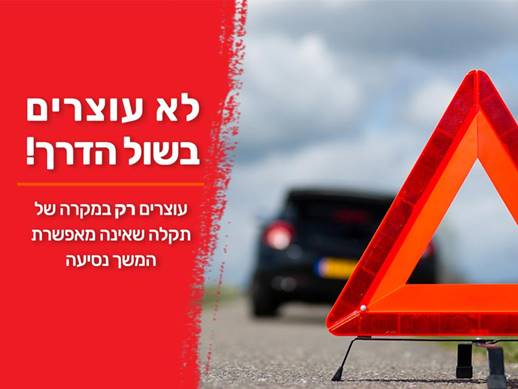 לא עוצרים
בשול הדרך!
עוצרים רק במקרה של
תקלה שאינה מאפשרת
המשך נסיעה